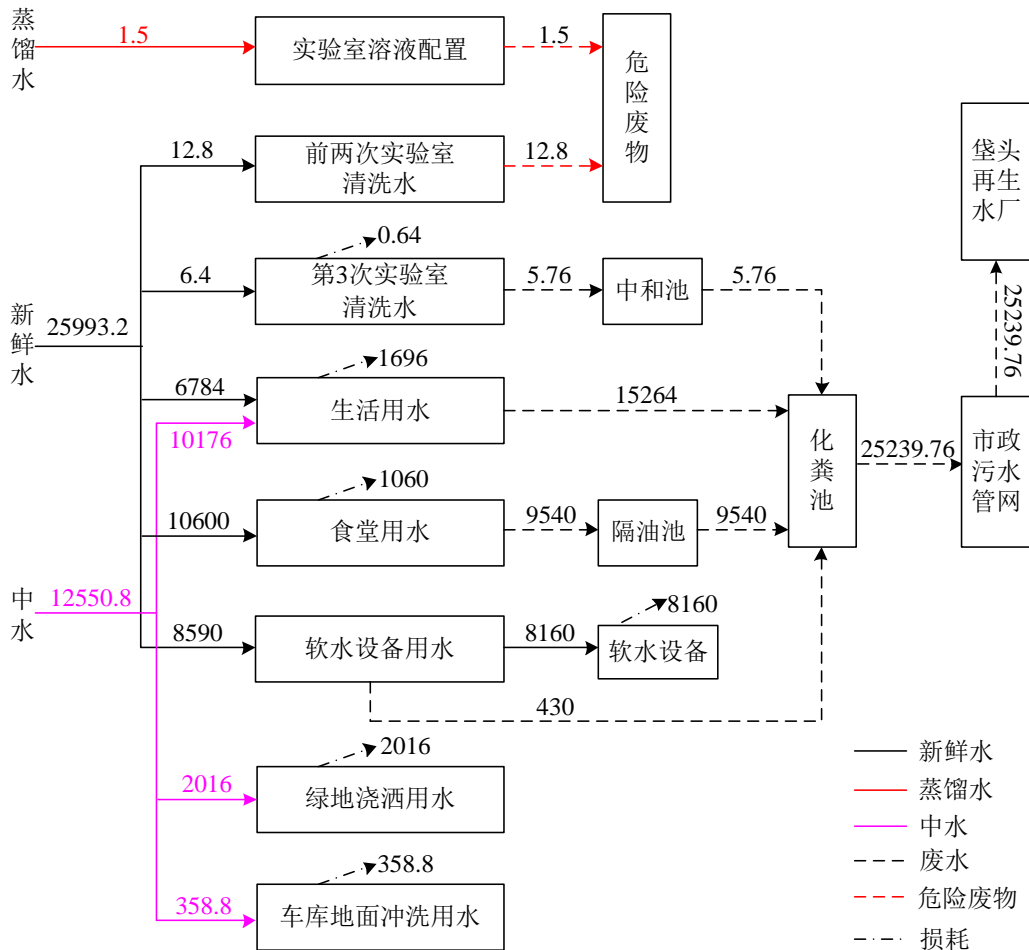 蒸馏水
1.5
实验室溶液配置
1.5
危险废物
12.8
前两次实验室
清洗水
12.8
垡头
再生
水厂
0.64
6.4
第3次实验室
清洗水
5.76
中和池
5.76
25239.76
新鲜水
25993.2
1696
6784
10176
生活用水
15264
化粪池
25239.76
市政
污水
管网
1060
10600
食堂用水
9540
隔油池
9540
中水
12550.8
8590
软水设备用水
8160
8160
软水设备
430
2016
2016
绿地浇洒用水
358.8
358.8
车库地面冲洗用水
新鲜水
蒸馏水
中水
废水
危险废物
损耗